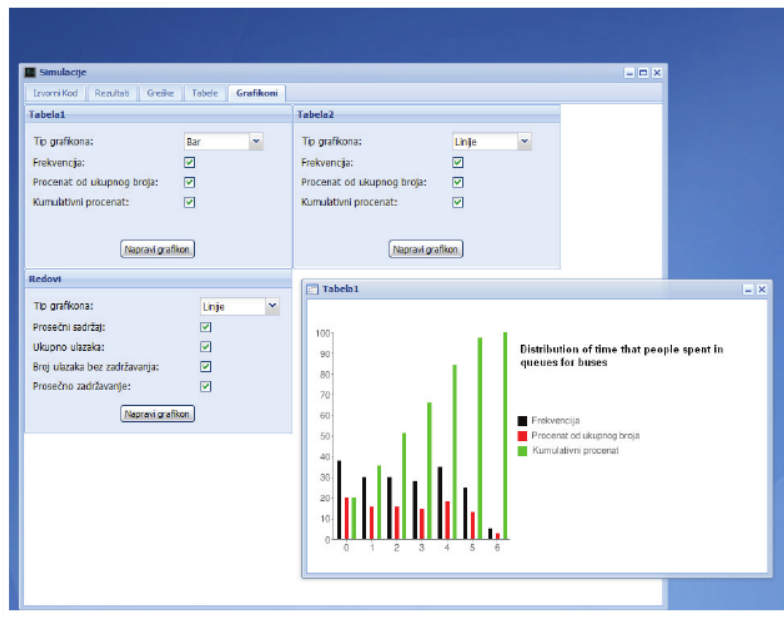 Simulacije
Izvorni Kod Rezultati Greške Tabele Grafikoni
Tabela1
Tip grafikona: Bar
Frekvencija:
Procenat od ukupnog broja:
Kumulativni procenat:
Napravi grafikon
Tabela2
Tip grafikona: Linije
Frekvencija:
Procenat od ukupnog broja:
Kumulativni procenat:
Napravi grafikon
Redovi
Tip grafikona: Linije
Prosečni sadržaj:
Ukupno ulazaka:
Broj ulazaka bez zadržavanja:
Prosečno zadržavanje:
Napravi grafikon
Tabela1
100
90
80
70
60
50
40
30
20
10
0
0 1 2 3 4 5 6
Distribution of time that people spent in
queues for buses
Frekvencija
Procenat od ukupnog broja
Kumulativni procenat